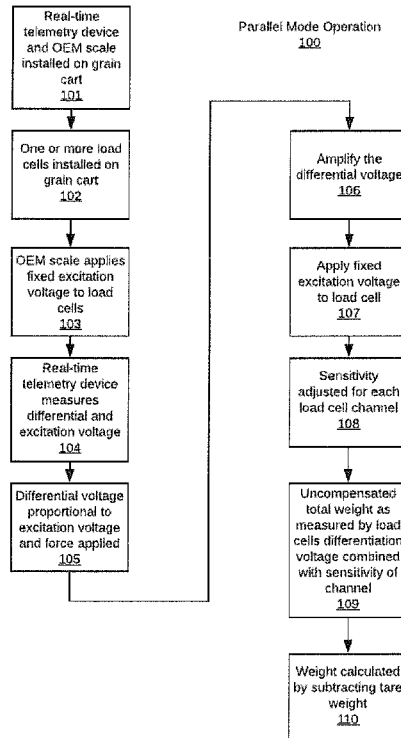 Real-time
telemetry device
and OEM scale
installed on grain
cart
101
One or more load
cells installed on
grain cart
102
OEM scale applies
fixed excitation
voltage to load
cells
103
Real-time
telemetry device
measures
differential and
excitation voltage
104
Differential voltage
proportional to
excitation voltage
and force applied
105
Parallel Mode Operation
100
Amplify the
differential voltage
106
Apply fixed
excitation voltage
to load cell
107
Sensitivity
adjusted for each
load cell channel
108
Uncompensated
total weight as
measured by load
cells differentiation
voltage combined
with sensitivity of
channel
109
Weight calculated
by subtracting tare
weight
110